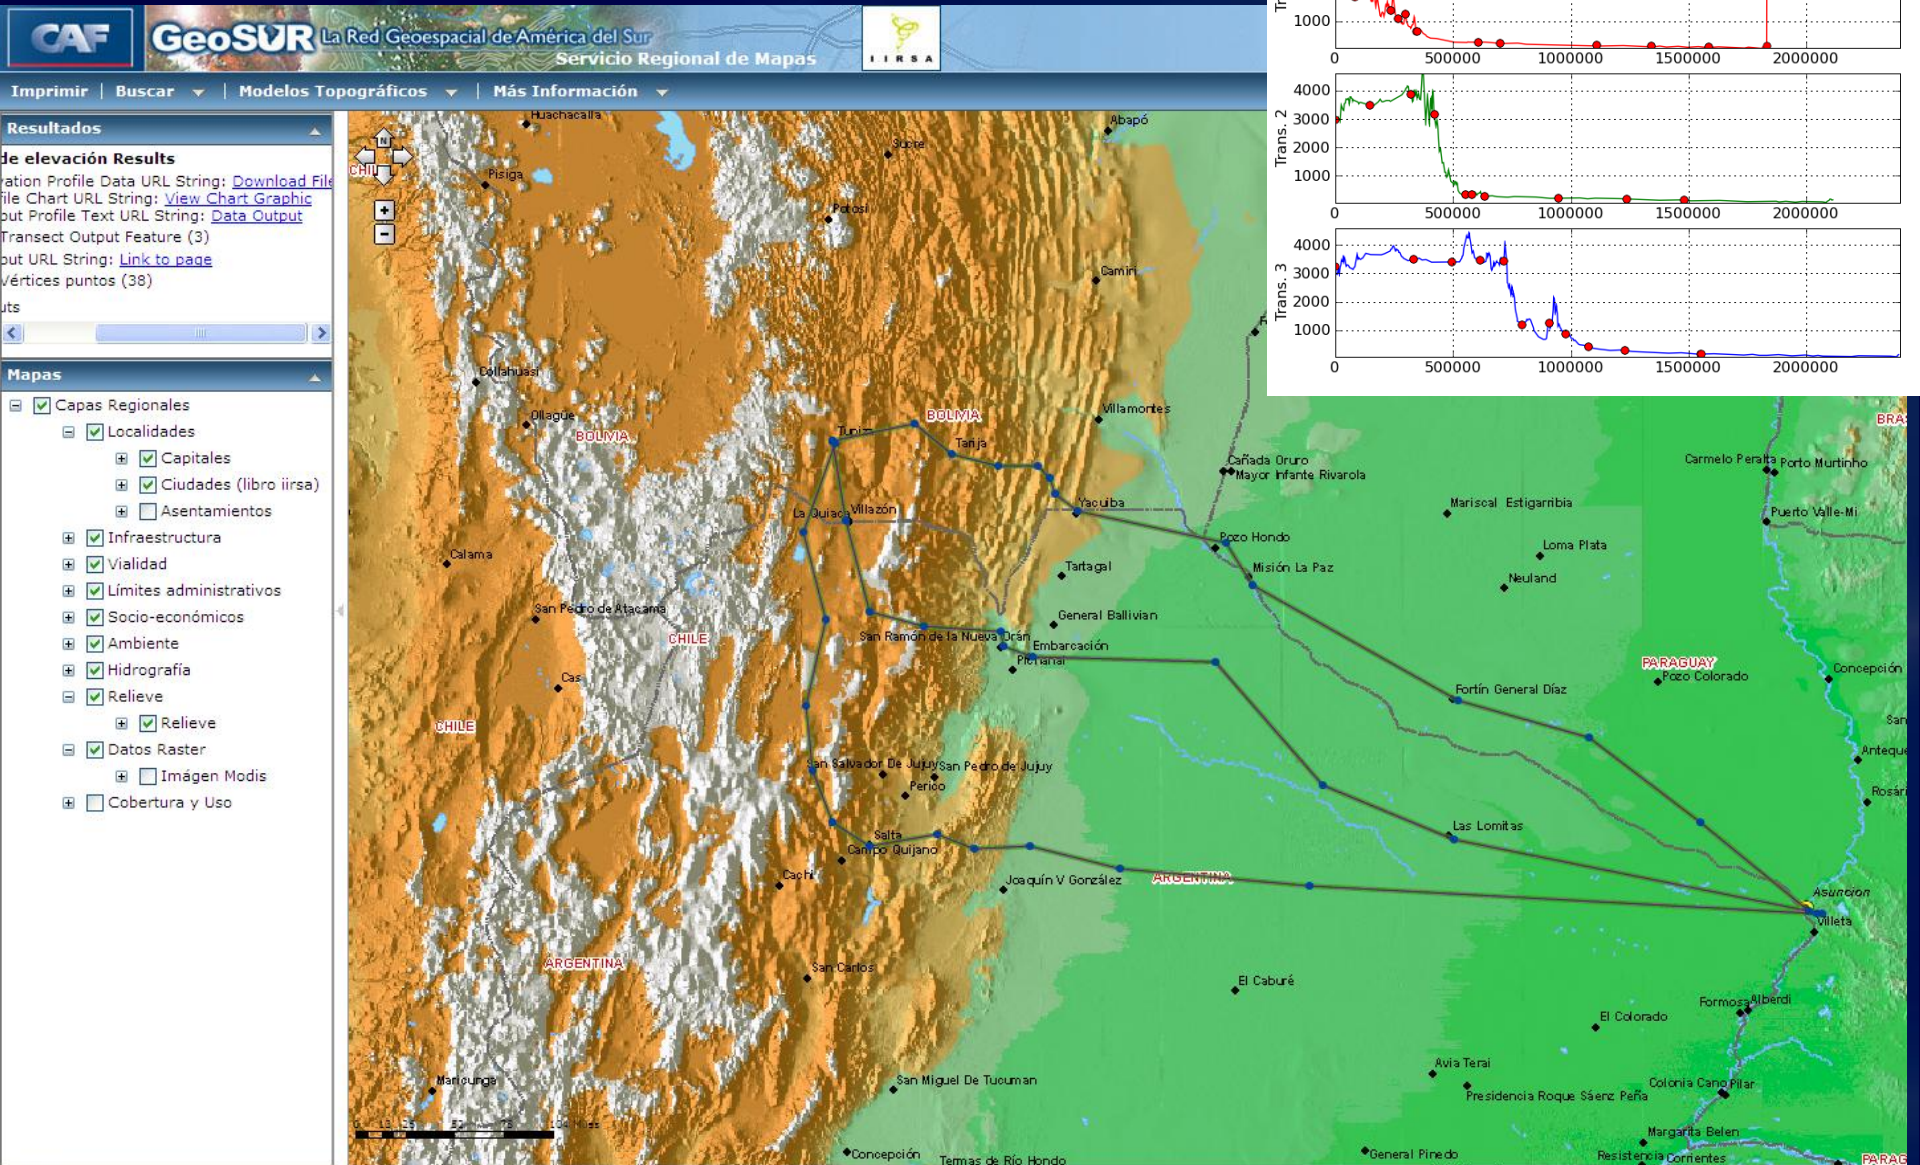 CAF
GeoSUR La Red Geoespacial de América del Sur
Servicio Regional de Mapas
IIRSA
Imprimir | Buscar | Modelos Topográficos | Más Información
Resultados
de elevación Results
ation Profile Data URL String: Download File
ile Chart URL String: View Chart Graphic
out Profile Text URL String: Data Output
Transect Output Feature (3)
out URL String: Link to page
Vértices puntos (38)
uts
Mapas
Capas Regionales
Localidades
Capitales
Ciudades (libro iirsa)
Asentamientos
Infraestructura
Vialidad
Límites administrativos
Socio-económicos
Ambiente
Hidrografía
Relieve
Relieve
Datos Raster
Imágen Modis
Cobertura y Uso
1000
0 500000 1000000 1500000 2000000
Trans. 2
4000
3000
2000
1000
0 500000 1000000 1500000 2000000
Trans. 3
4000
3000
2000
1000
0 500000 1000000 1500000 2000000
N
Huachacalla
Abapó
Sucre
CHI
Pisiga
Potosí
Camiri
Collahuasi
Ollagüe
BOLIVIA
BOLIVIA
Villamontes
Tupiza
Tarija
BRA
Carmelo Peralta
Porto Murtinho
Cañada Oruro
Mayor Infante Rivarola
Yacuiba
Mariscal Estigarribia
Puerto Valle-Mi
La Quiaca
Villazón
Pozo Hondo
Loma Plata
Calama
Tartagal
Misión La Paz
Neuland
San Pedro de Atacama
General Ballivian
CHILE
San Ramón de la Nueva Orán
Embarcación
Pichanal
PARAGUAY
Concepción
Cas
Pozo Colorado
Fortín General Díaz
CHILE
San
Anteque
San Salvador De Jujuy
San Pedro de Jujuy
Perico
Rosári
Las Lomitas
Salta
Campo Quijano
Cachi
Joaquín V González
ARGENTINA
Asuncion
Villeta
ARGENTINA
San Carlos
El Caburé
Formosa
Alberdi
El Colorado
Avia Terai
Maricunga
San Miguel De Tucuman
Colonia Cano
Pilar
Presidencia Roque Sáenz Peña
Margarita Belen
Concepción
Termas de Río Hondo
General Pinedo
Resistencia
Corrientes
PARAG